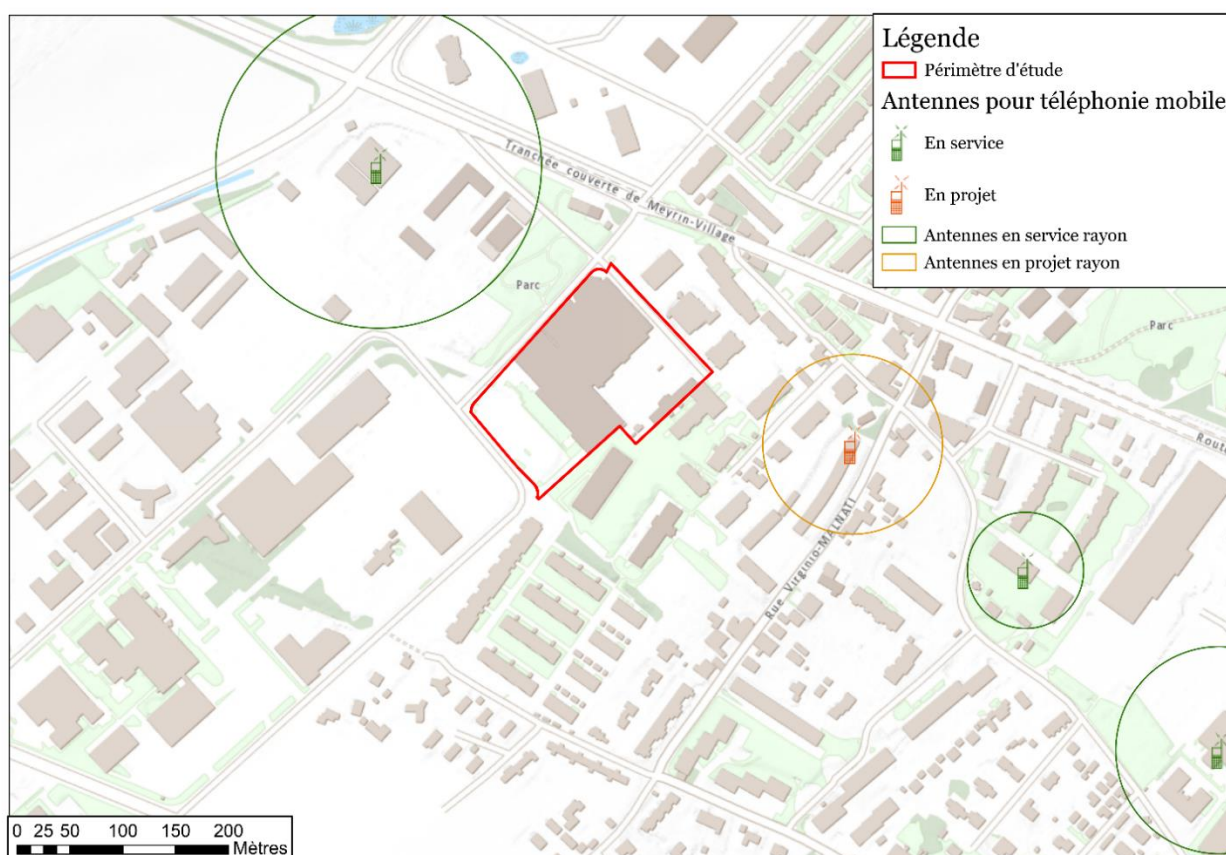 Légende
Périmètre d'étude
Antennes pour téléphonie mobile
En service
En projet
Antennes en service rayon
Antennes en projet rayon
Tranchée couverte de Meyrin-Village
Parc
Parc
Route
Rue Virginio-MALNATI
0 25 50 100 150 200
Mètres